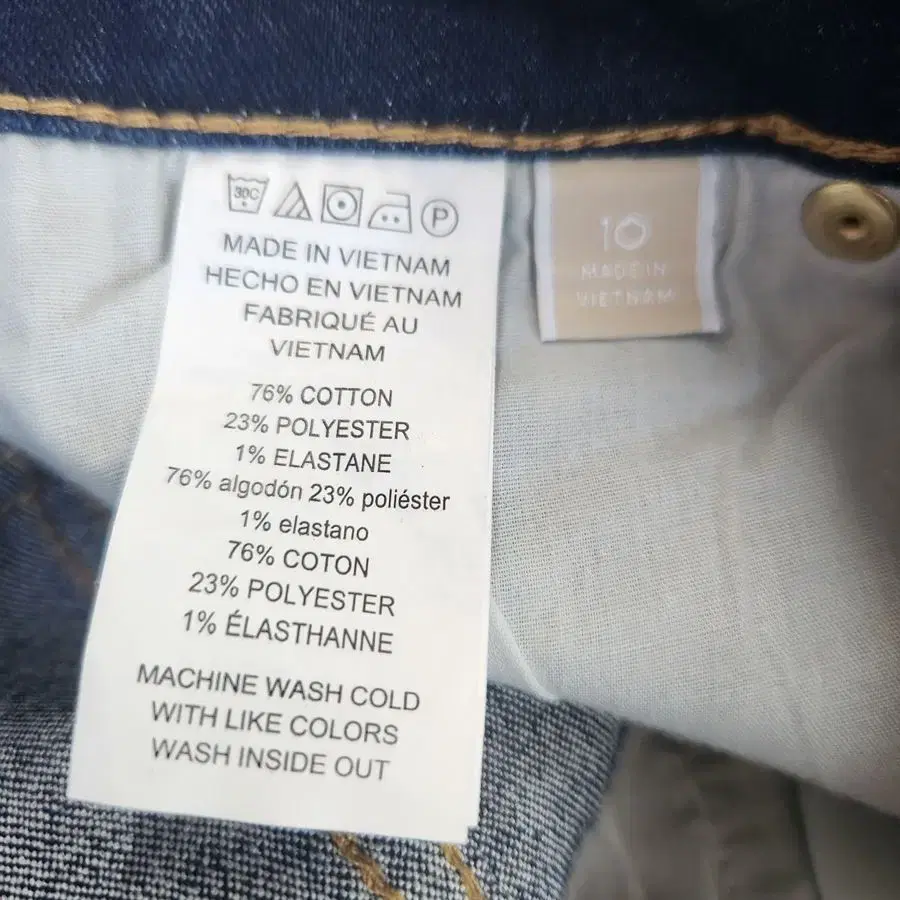 30C
P
MADE IN VIETNAM
HECHO EN VIETNAM
FABRIQUÉ AU
VIETNAM
76% COTTON
23% POLYESTER
1% ELASTANE
76% algodón 23% poliéster
1% elastano
76% COTON
23% POLYESTER
1% ÉLASTHANNE
MACHINE WASH COLD
WITH LIKE COLORS
WASH INSIDE OUT
10
MADE IN
VIETNAM